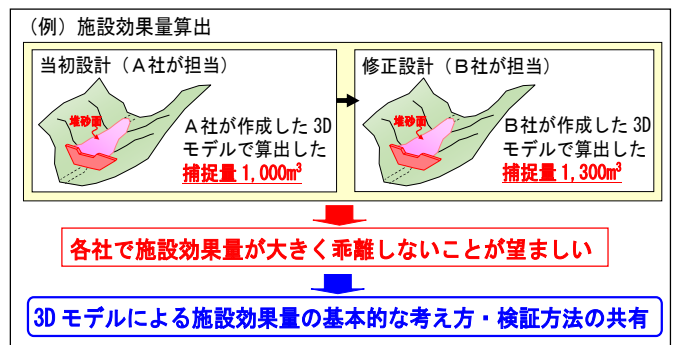 （例）施設効果量算出
当初設計（Ａ社が担当）
堆砂面
Ａ社が作成した 3D
モデルで算出した
捕捉量 1,000m³
修正設計（Ｂ社が担当）
堆砂面
Ｂ社が作成した 3D
モデルで算出した
捕捉量 1,300m³
各社で施設効果量が大きく乖離しないことが望ましい
3D モデルによる施設効果量の基本的な考え方・検証方法の共有